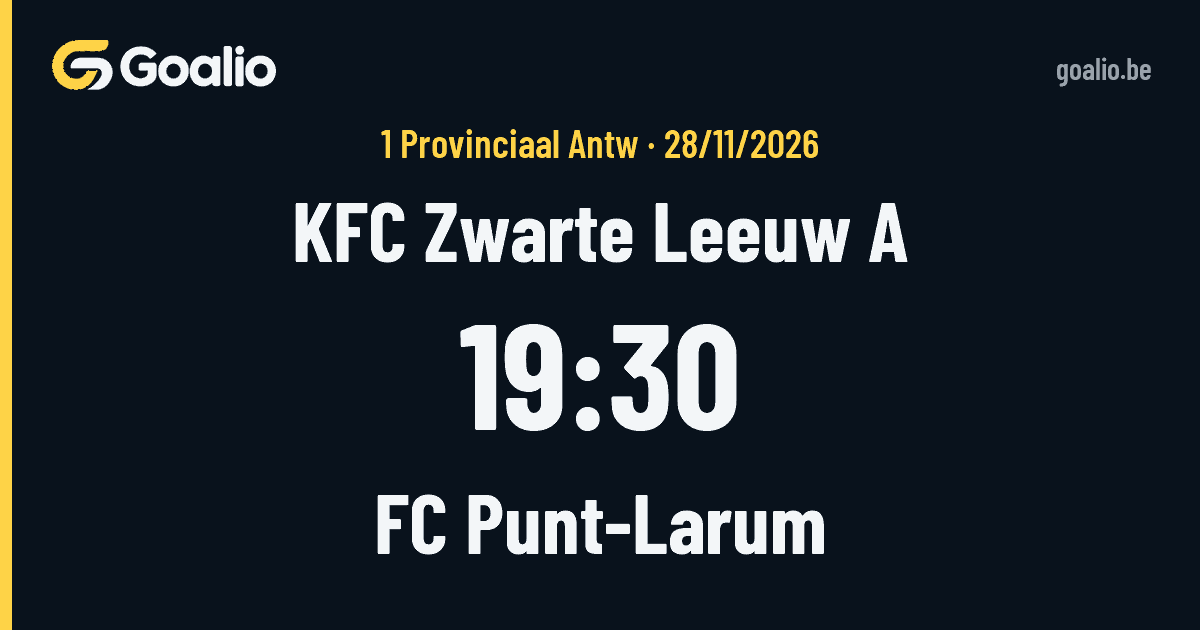 Goalio
goalio.be
1 Provinciaal Antw · 28/11/2026
KFC Zwarte Leeuw A
19:30
FC Punt-Larum